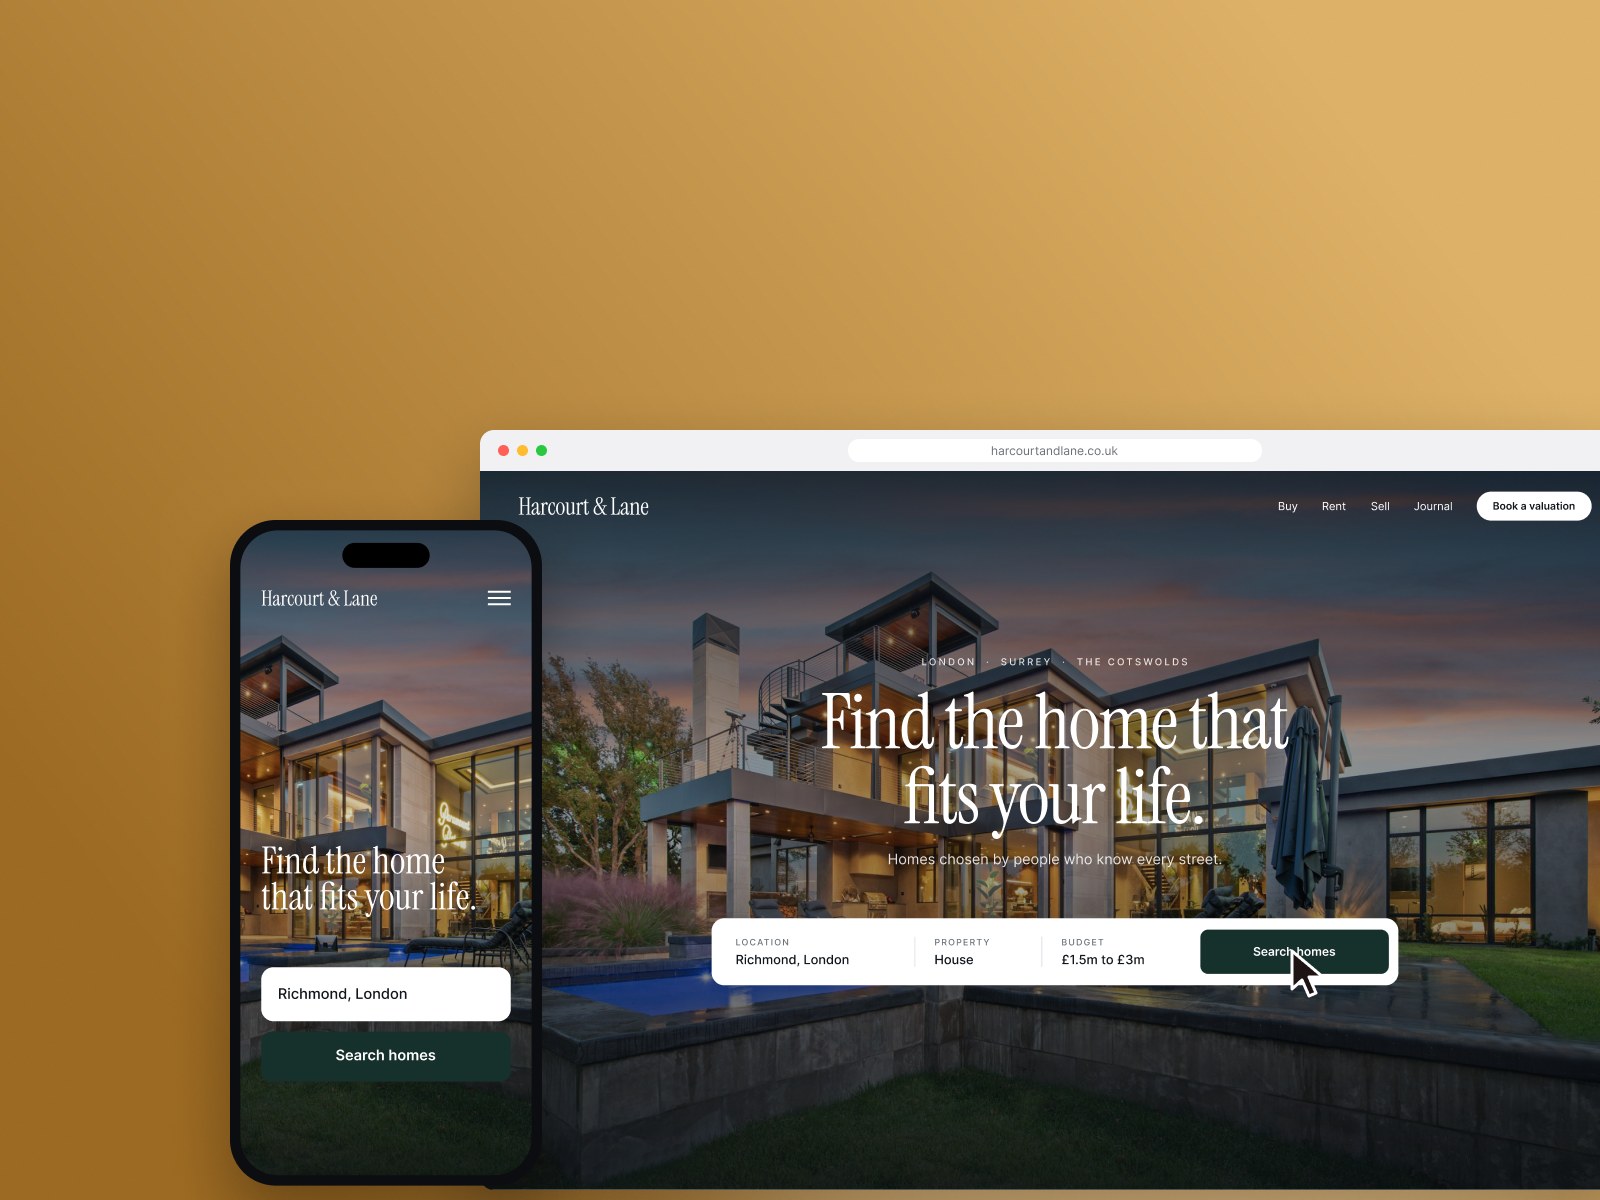 harcourtandlane.co.uk
Harcourt & Lane
Buy
Rent
Sell
Journal
Book a valuation
LONDON · SURREY · THE COTSWOLDS
Find the home that
fits your life.
Homes chosen by people who know every street.
LOCATION
Richmond, London
PROPERTY
House
BUDGET
£1.5m to £3m
Search homes
Harcourt & Lane
Find the home
that fits your life.
Richmond, London
Search homes